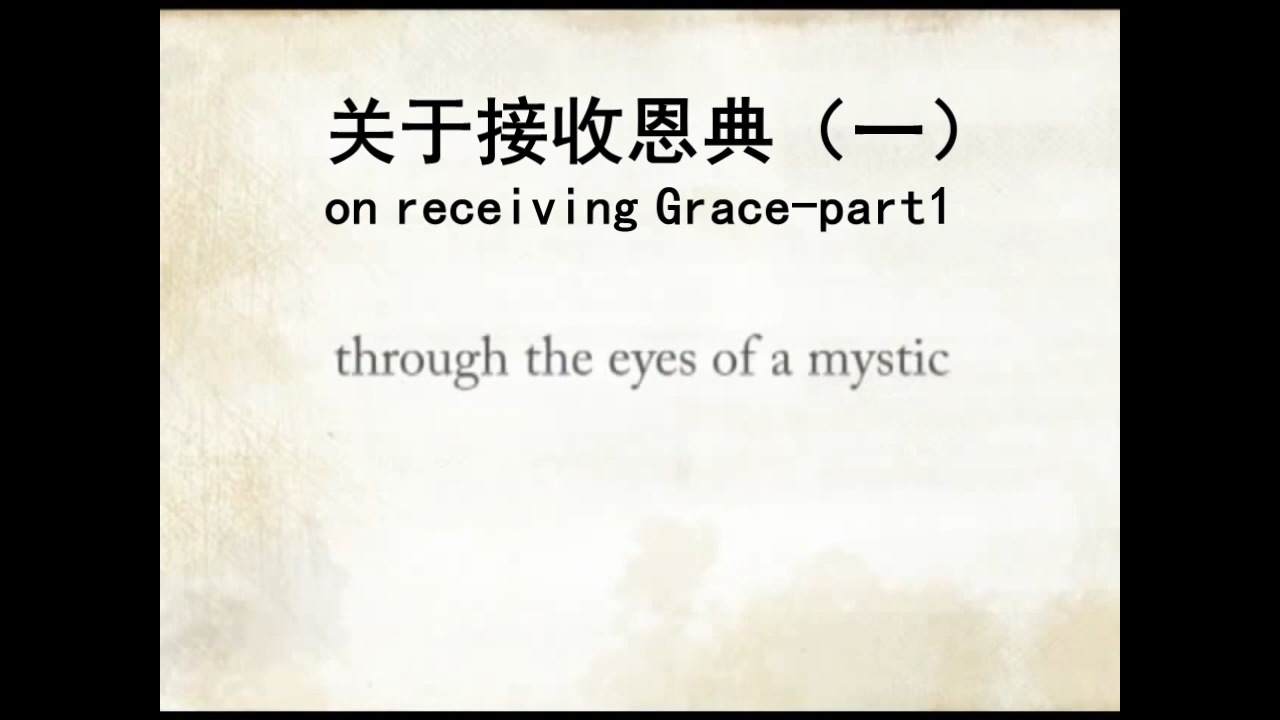 关于接收恩典（一）
on receiving Grace-part1
through the eyes of a mystic